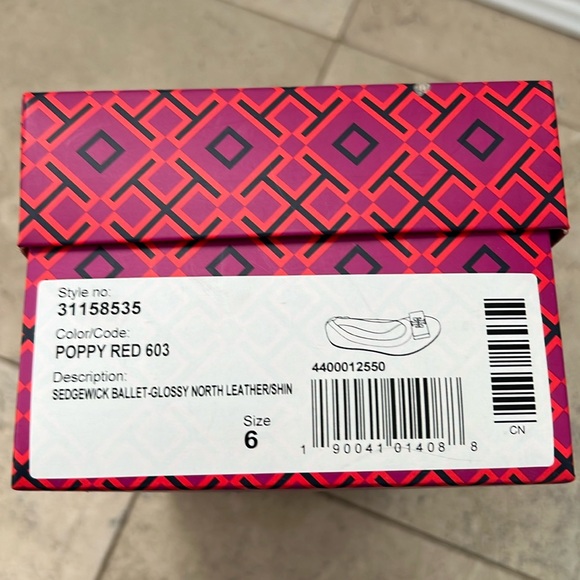 Style no:
31158535
Color/Code:
POPPY RED 603
Description:
SEDGEWICK BALLET-GLOSSY NORTH LEATHER/SHIN
Size
6
4400012550
1 90041 01408 8
CN